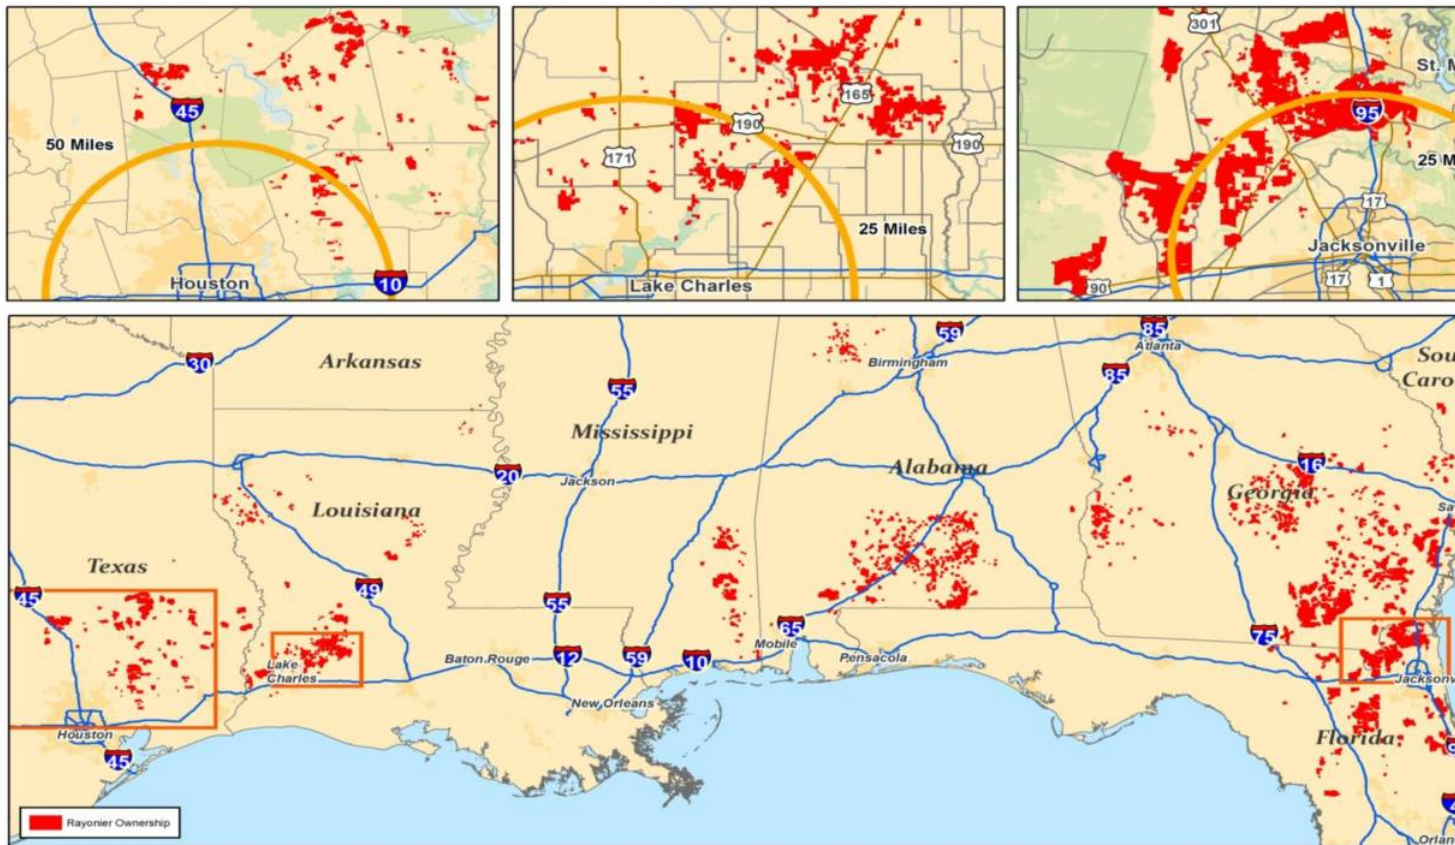 45
50 Miles
Houston
10
165
190
171
190
25 Miles
Lake Charles
301
St. M
95
25 M
17
Jacksonville
90
17
1
30
Arkansas
55
Mississippi
59
Birmingham
85
Atlanta
85
Sou
Caro
20
Jackson
Alabama
16
Georgia
Sa
Louisiana
Texas
45
49
55
Lake
Charles
Baton Rouge
12
59
10
Mobile
65
Pensacola
75
Jacksonv
New Orleans
Houston
45
Florida
Orlan
Rayonier Ownership